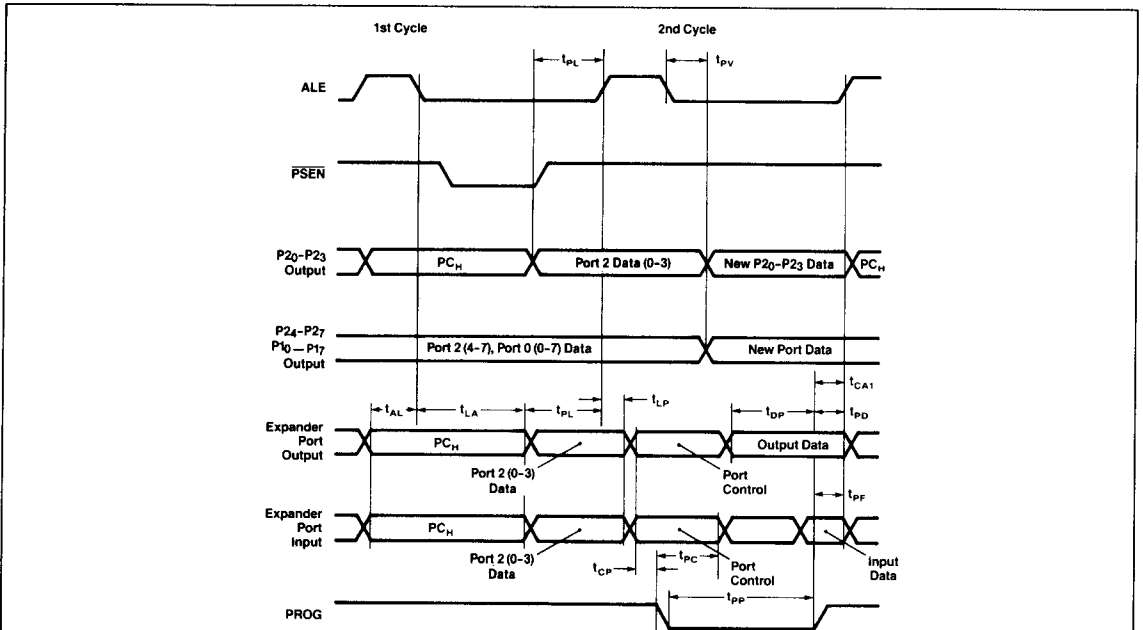 1st Cycle 2nd Cycle
tPL tPV
ALE
PSEN
P20–P23
Output
PCH Port 2 Data (0–3) New P20–P23 Data PCH
P24–P27
P10 — P17
Output
Port 2 (4–7), Port 0 (0–7) Data New Port Data
tCA1
tAL tLA tPL tLP tDP tPD
Expander
Port
Output
PCH Output Data
Port 2 (0–3)
Data
Port
Control
tPF
Expander
Port
Input
PCH
Port 2 (0–3)
Data
tCP tPC
Port
Control
Input
Data
tPP
PROG